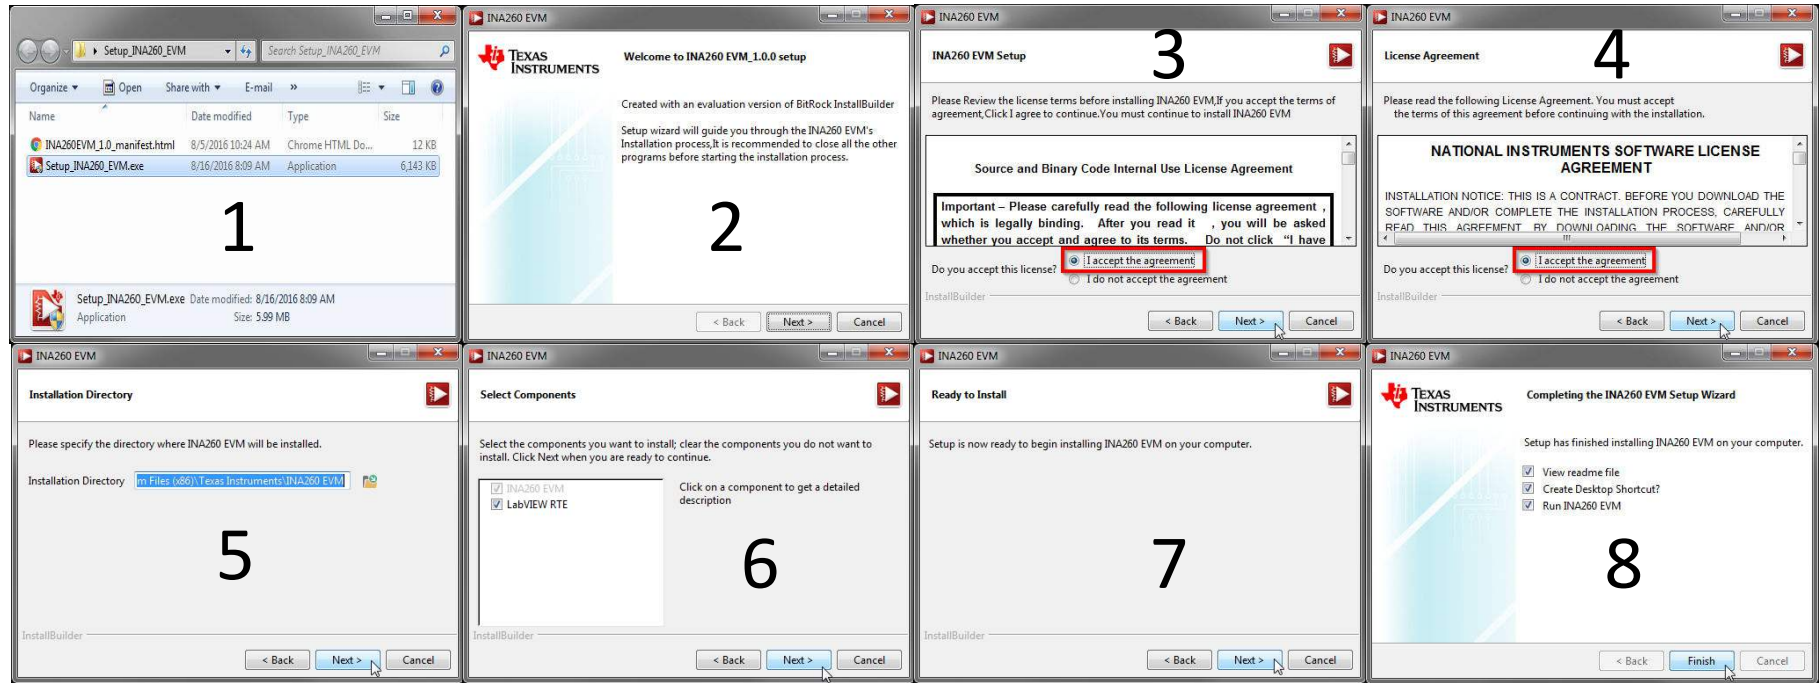 Setup_INA260_EVM
Search Setup_INA260_EVM
Organize
Open
Share with
E-mail
»
Name
Date modified
Type
Size
INA260EVM_1.0_manifest.html 8/5/2016 10:24 AM Chrome HTML Do... 12 KB
Setup_INA260_EVM.exe 8/16/2016 8:09 AM Application 6,143 KB
1
Setup_INA260_EVM.exe Date modified: 8/16/2016 8:09 AM
Application Size: 5.99 MB
INA260 EVM
TEXAS
INSTRUMENTS
Welcome to INA260 EVM_1.0.0 setup
Created with an evaluation version of BitRock InstallBuilder
Setup wizard will guide you through the INA260 EVM's
Installation process,It is recommended to close all the other
programs before starting the installation process.
2
< Back Next > Cancel
INA260 EVM
3
INA260 EVM Setup
Please Review the license terms before installing INA260 EVM,If you accept the terms of
agreement,Click I agree to continue.You must continue to install INA260 EVM
Source and Binary Code Internal Use License Agreement
Important – Please carefully read the following license agreement ,
which is legally binding. After you read it , you will be asked
whether you accept and agree to its terms. Do not click “I have
Do you accept this license?
I accept the agreement
I do not accept the agreement
InstallBuilder
< Back Next > Cancel
INA260 EVM
4
License Agreement
Please read the following License Agreement. You must accept
the terms of this agreement before continuing with the installation.
NATIONAL INSTRUMENTS SOFTWARE LICENSE
AGREEMENT
INSTALLATION NOTICE: THIS IS A CONTRACT. BEFORE YOU DOWNLOAD THE
SOFTWARE AND/OR COMPLETE THE INSTALLATION PROCESS, CAREFULLY
READ THIS AGREEMENT. BY DOWNLOADING THE SOFTWARE AND/OR
Do you accept this license?
I accept the agreement
I do not accept the agreement
InstallBuilder
< Back Next > Cancel
INA260 EVM
Installation Directory
Please specify the directory where INA260 EVM will be installed.
Installation Directory m Files (x86)\Texas Instruments\INA260 EVM
5
InstallBuilder
< Back Next > Cancel
INA260 EVM
Select Components
Select the components you want to install; clear the components you do not want to
install. Click Next when you are ready to continue.
INA260 EVM
LabVIEW RTE
Click on a component to get a detailed
description
6
InstallBuilder
< Back Next > Cancel
INA260 EVM
Ready to Install
Setup is now ready to begin installing INA260 EVM on your computer.
7
InstallBuilder
< Back Next > Cancel
INA260 EVM
TEXAS
INSTRUMENTS
Completing the INA260 EVM Setup Wizard
Setup has finished installing INA260 EVM on your computer.
View readme file
Create Desktop Shortcut?
Run INA260 EVM
8
< Back Finish Cancel